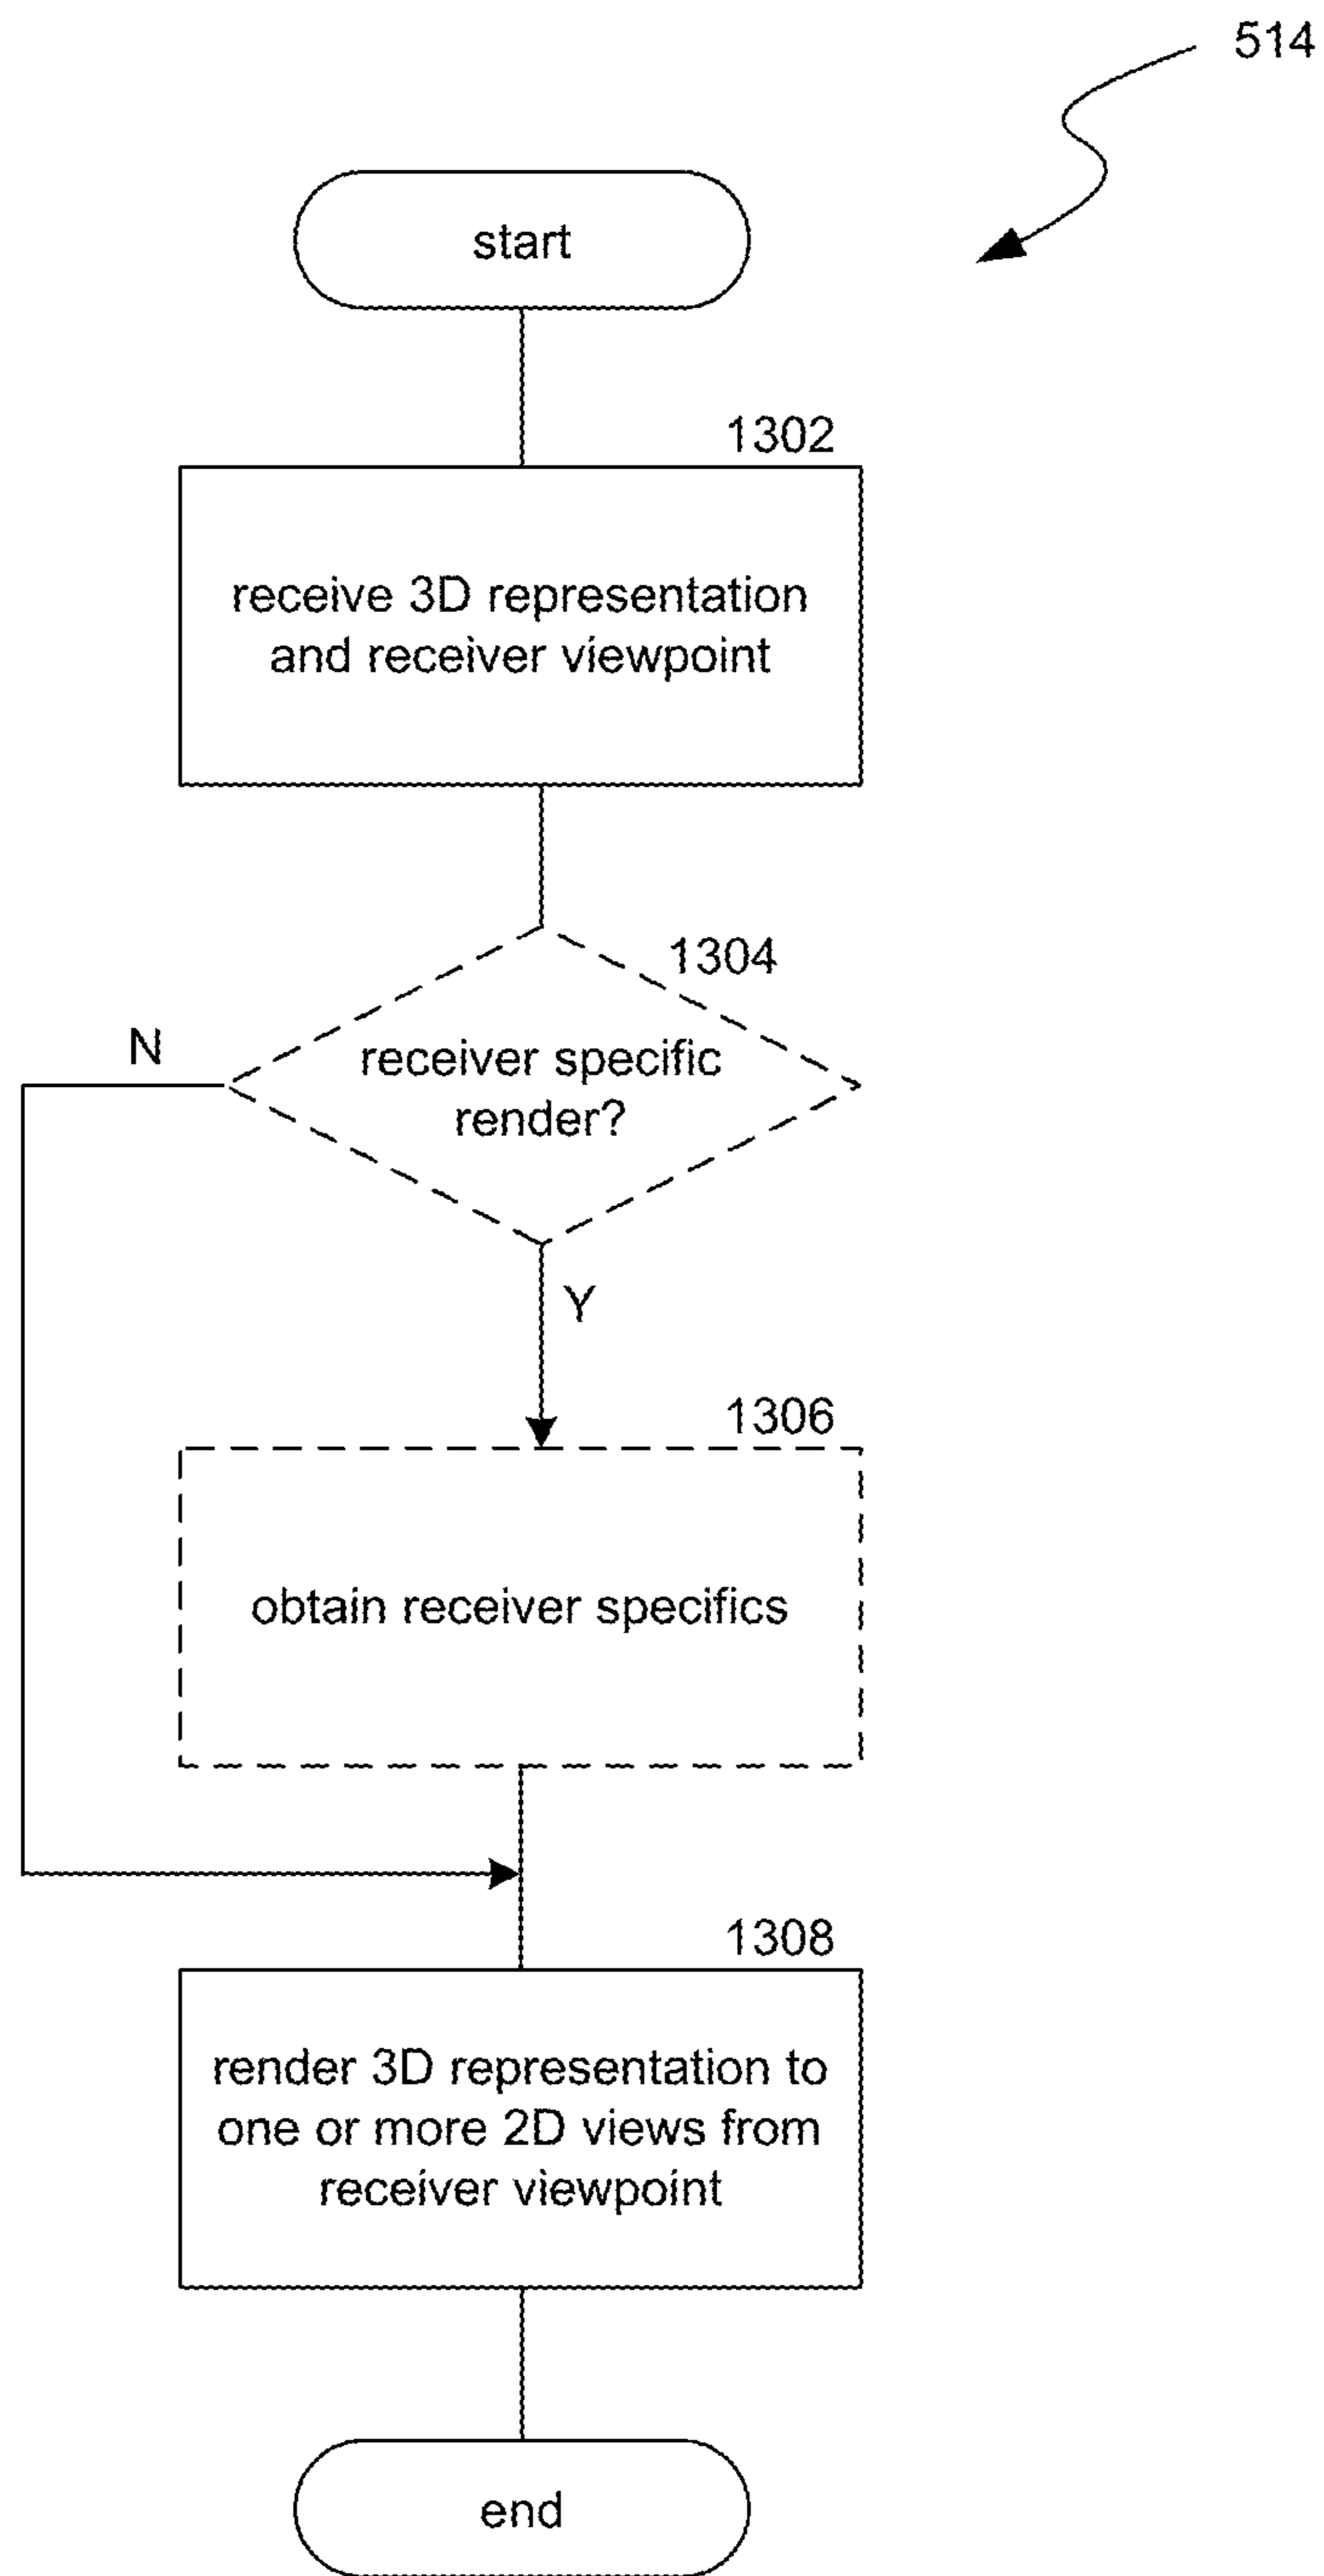 514
start
1302
receive 3D representation
and receiver viewpoint
1304
N
receiver specific
render?
Y
1306
obtain receiver specifics
1308
render 3D representation to
one or more 2D views from
receiver viewpoint
end